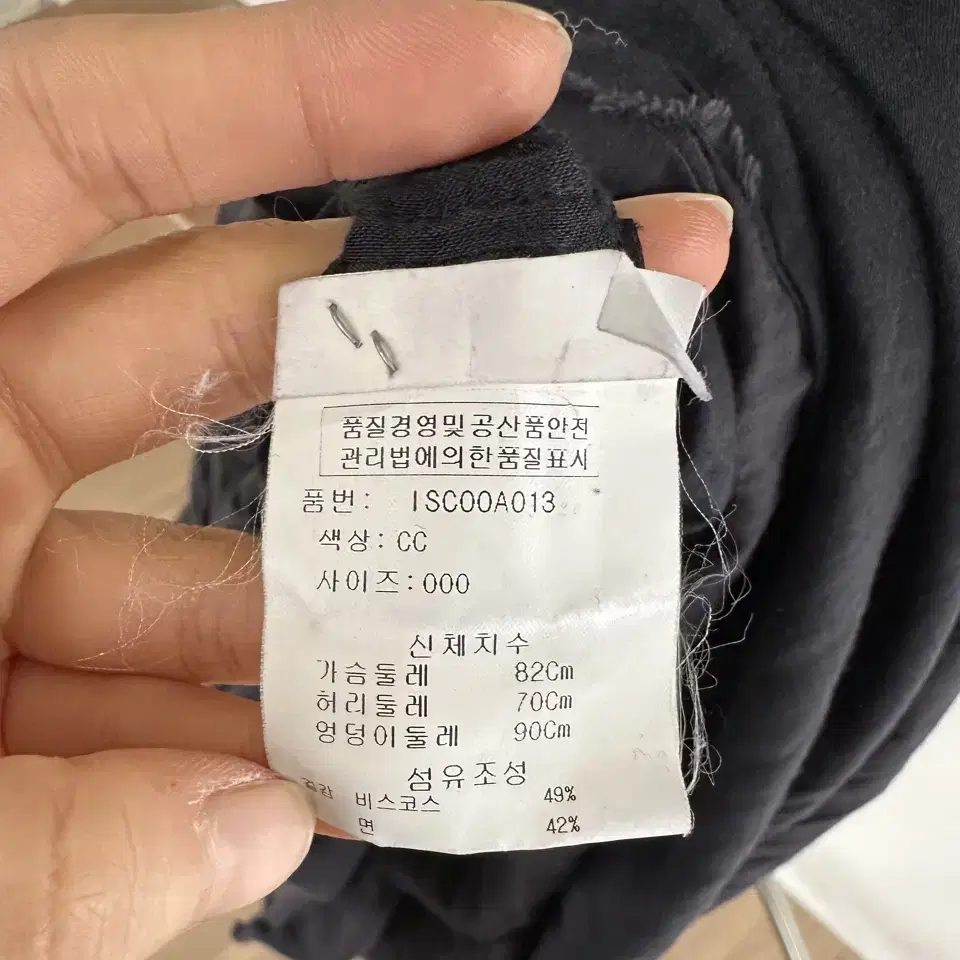 품질경영및공산품안전
관리법에의한품질표시
품번: ISC00A013
색상: CC
사이즈: 000
신체치수
가슴둘레 82Cm
허리둘레 70Cm
엉덩이둘레 90Cm
섬유조성
비스코스 49%
면 42%